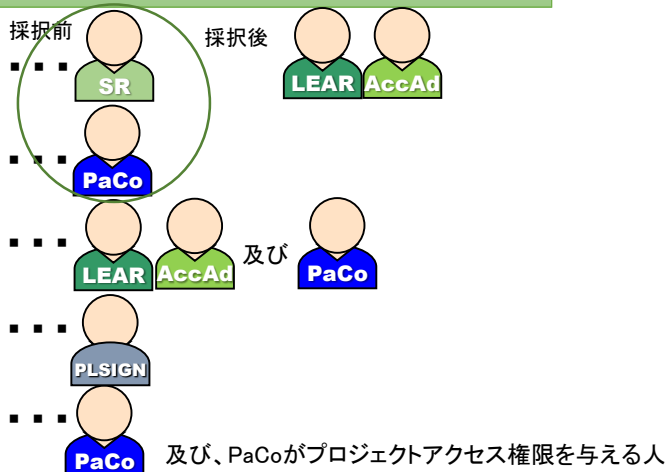 採択前 採択後
▪▪▪ SR LEAR AccAd
▪▪▪ PaCo
▪▪▪ LEAR AccAd 及び PaCo
▪▪▪ PLSIGN
▪▪▪ PaCo 及び、PaCoがプロジェクトアクセス権限を与える人